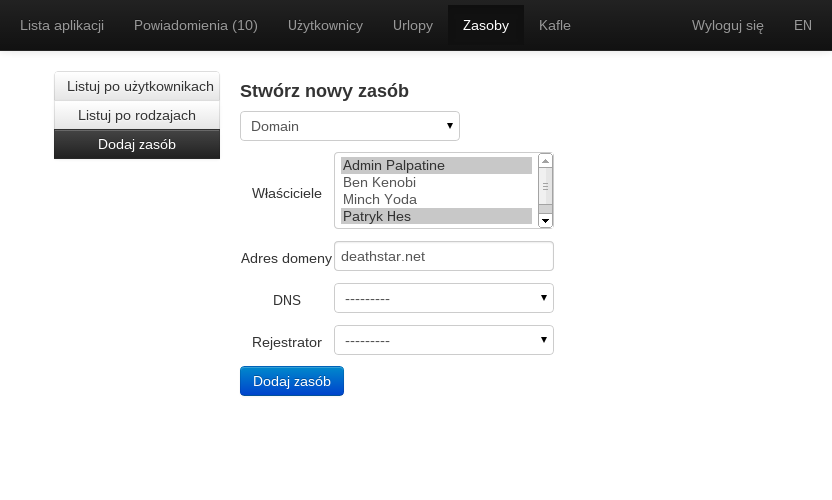 Lista aplikacji Powiadomienia (10) Użytkownicy Urlopy Zasoby Kafle Wyloguj się EN
Listuj po użytkownikach
Listuj po rodzajach
Dodaj zasób
Stwórz nowy zasób
Domain
Właściciele
Admin Palpatine
Ben Kenobi
Minch Yoda
Patryk Hes
Adres domeny deathstar.net
DNS ---------
Rejestrator ---------
Dodaj zasób